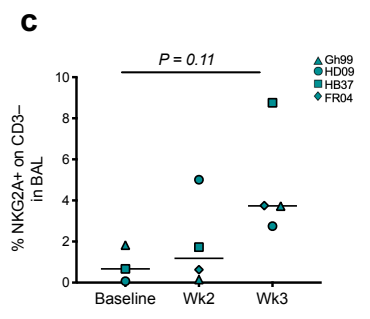 c
P = 0.11
Gh99
HD09
HB37
FR04
% NKG2A+ on CD3–
in BAL
10
8
6
4
2
0
Baseline Wk2 Wk3